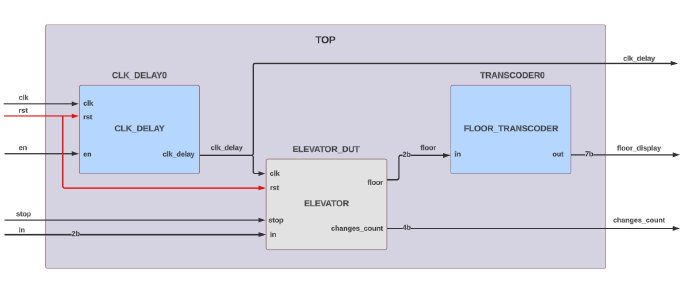 TOP
clk_delay
CLK_DELAY0
TRANSCODER0
clk
clk
rst
rst
CLK_DELAY
FLOOR_TRANSCODER
en
en
clk_delay
clk_delay
ELEVATOR_DUT
2b
floor
in
out
7b
floor_display
clk
rst
floor
ELEVATOR
stop
stop
in
2b
in
changes_count
4b
changes_count